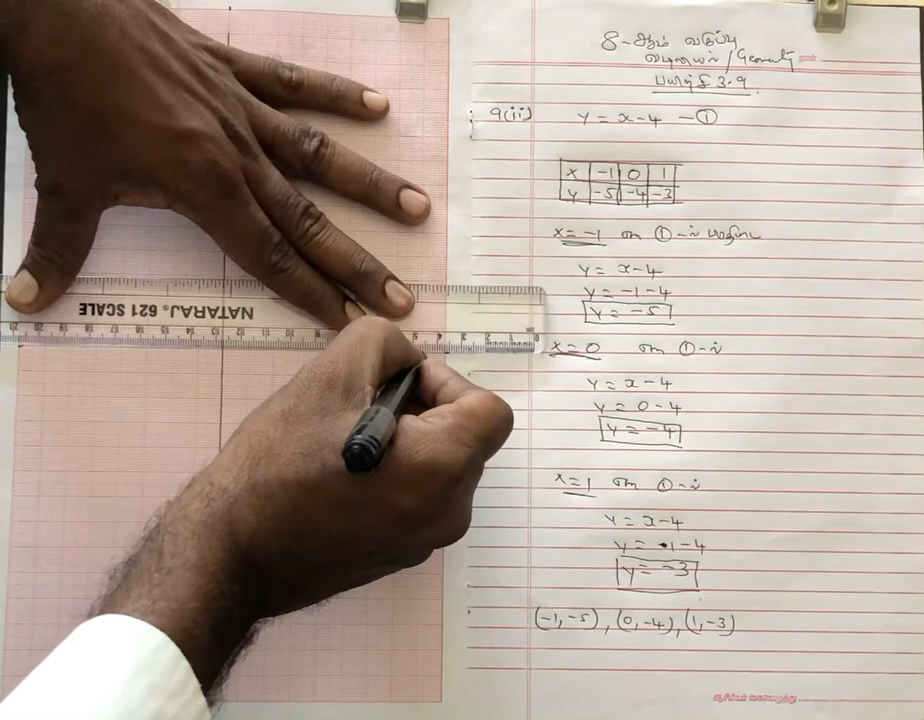 8-ஆம் வகுப்பு
வடிவியல் / Geometry
பயிற்சி 3.9
9(ii) y = x-4 —①
x -1 0 1
y -5 -4 -3
x = -1 ஐ ①-ல் பிரதியிட
y = x-4
y = -1-4
y = -5
x = 0 ஐ ①-ல்
y = x-4
y = 0-4
y = -4
x = 1 ஐ ①-ல்
y = x-4
y = 1-4
y = -3
(-1,-5), (0,-4), (1,-3)
NATARAJ 621 SCALE